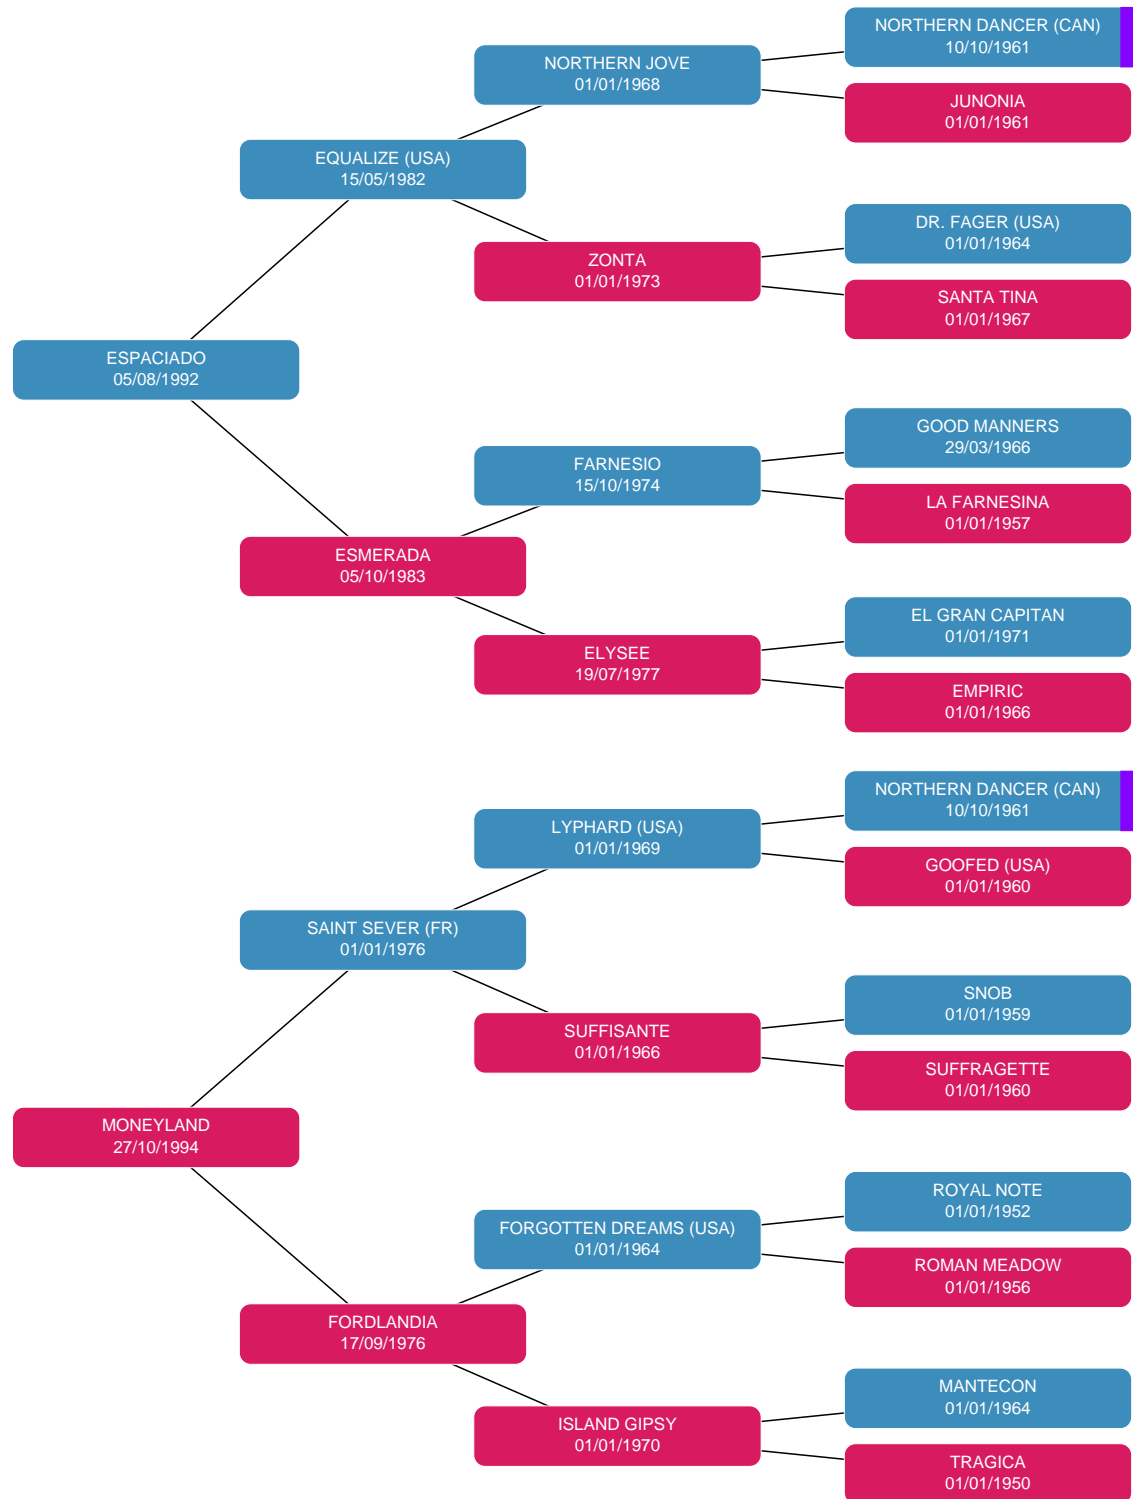 NORTHERN DANCER (CAN)
10/10/1961
NORTHERN JOVE
01/01/1968
JUNONIA
01/01/1961
EQUALIZE (USA)
15/05/1982
DR. FAGER (USA)
01/01/1964
ZONTA
01/01/1973
SANTA TINA
01/01/1967
ESPACIADO
05/08/1992
GOOD MANNERS
29/03/1966
FARNESIO
15/10/1974
LA FARNESINA
01/01/1957
ESMERADA
05/10/1983
EL GRAN CAPITAN
01/01/1971
ELYSEE
19/07/1977
EMPIRIC
01/01/1966
NORTHERN DANCER (CAN)
10/10/1961
LYPHARD (USA)
01/01/1969
GOOFED (USA)
01/01/1960
SAINT SEVER (FR)
01/01/1976
SNOB
01/01/1959
SUFFISANTE
01/01/1966
SUFFRAGETTE
01/01/1960
MONEYLAND
27/10/1994
ROYAL NOTE
01/01/1952
FORGOTTEN DREAMS (USA)
01/01/1964
ROMAN MEADOW
01/01/1956
FORDLANDIA
17/09/1976
MANTECON
01/01/1964
ISLAND GIPSY
01/01/1970
TRAGICA
01/01/1950